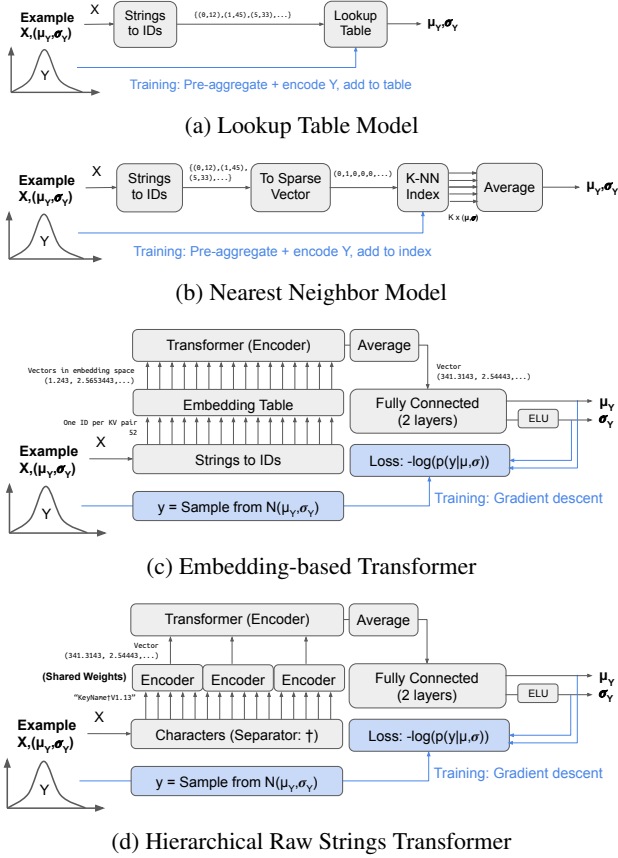 Example
X,(μY,σY)
X
Strings
to IDs
{(0,12),(1,45),(5,33),...}
Lookup
Table
μY,σY
Y
Training: Pre-aggregate + encode Y, add to table
(a) Lookup Table Model
Example
X,(μY,σY)
X
Strings
to IDs
{(0,12),(1,45),
(5,33),...}
To Sparse
Vector
(0,1,0,0,0,...)
K-NN
Index
K x (μ,σ)
Average
μY,σY
Y
Training: Pre-aggregate + encode Y, add to index
(b) Nearest Neighbor Model
Transformer (Encoder)
Average
Vectors in embedding space
(1.243, 2.5653443,...)
Vector
(341.3143, 2.54443,...)
Embedding Table
Fully Connected
(2 layers)
μY
ELU
σY
One ID per KV pair
52
Example
X,(μY,σY)
X
Strings to IDs
Loss: -log(p(y|μ,σ))
Y
y = Sample from N(μY,σY)
Training: Gradient descent
(c) Embedding-based Transformer
Transformer (Encoder)
Average
Vector
(341.3143, 2.54443,...)
(Shared Weights)
Encoder
Encoder
Encoder
Fully Connected
(2 layers)
μY
ELU
σY
"KeyName†V1.13"
Example
X,(μY,σY)
X
Characters (Separator: †)
Loss: -log(p(y|μ,σ))
Y
y = Sample from N(μY,σY)
Training: Gradient descent
(d) Hierarchical Raw Strings Transformer